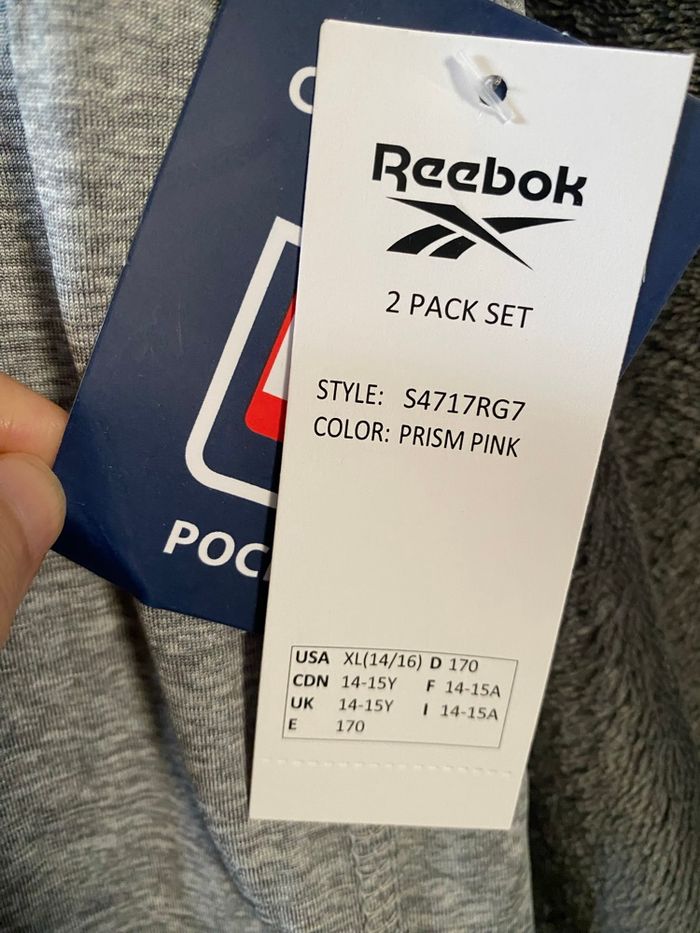 Reebok
2 PACK SET
STYLE: S4717RG7
COLOR: PRISM PINK
USA XL(14/16) D 170
CDN 14-15Y F 14-15A
UK 14-15Y I 14-15A
E 170